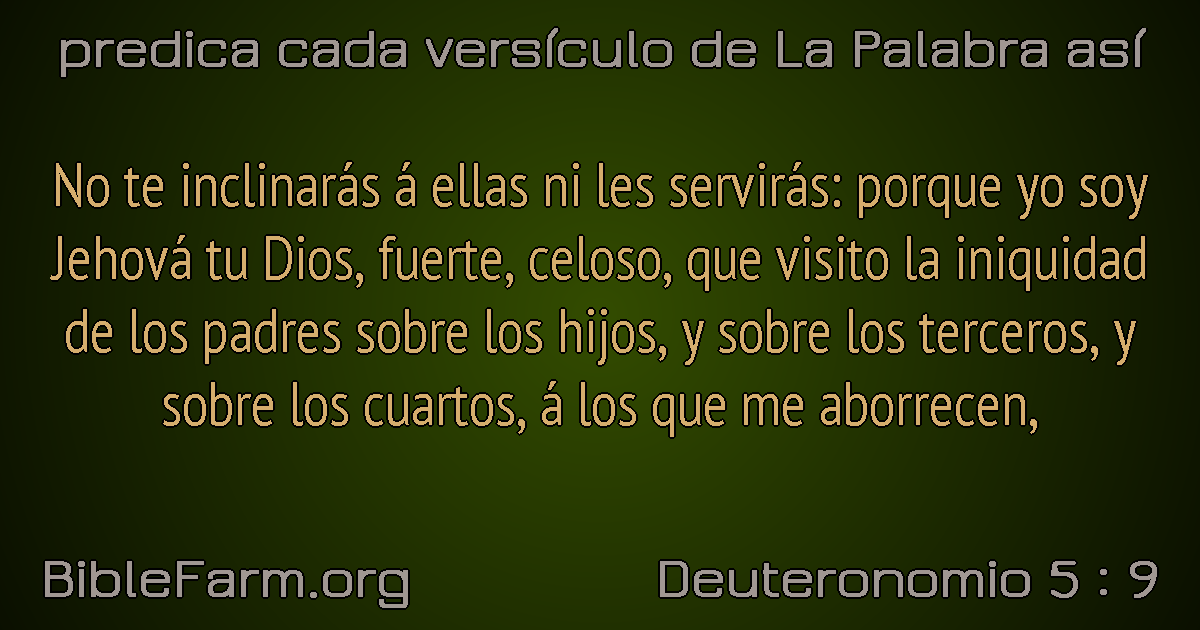 predica cada versículo de La Palabra así
No te inclinarás á ellas ni les servirás: porque yo soy
Jehová tu Dios, fuerte, celoso, que visito la iniquidad
de los padres sobre los hijos, y sobre los terceros, y
sobre los cuartos, á los que me aborrecen,
BibleFarm.org
Deuteronomio 5 : 9